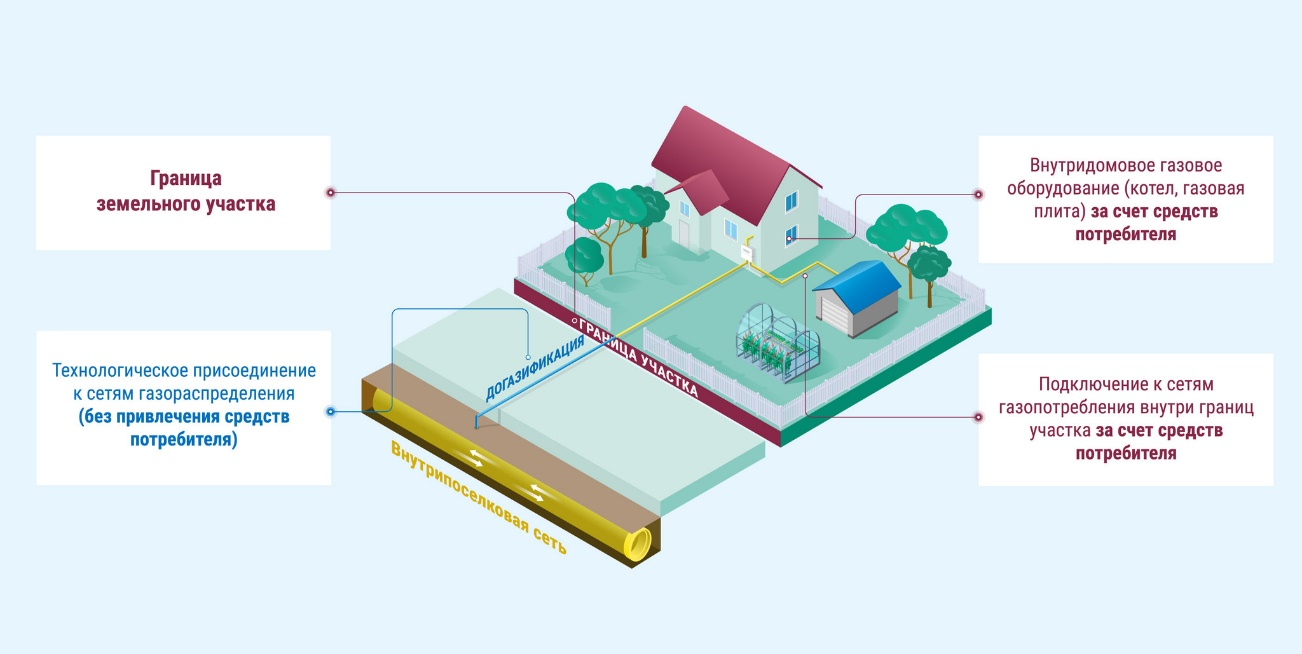 Граница
земельного участка
Технологическое присоединение
к сетям газораспределения
(без привлечения средств
потребителя)
ДОГАЗИФИКАЦИЯ
ГРАНИЦА УЧАСТКА
Внутрипоселковая сеть
Внутридомовое газовое
оборудование (котел, газовая
плита) за счет средств
потребителя
Подключение к сетям
газопотребления внутри границ
участка за счет средств
потребителя